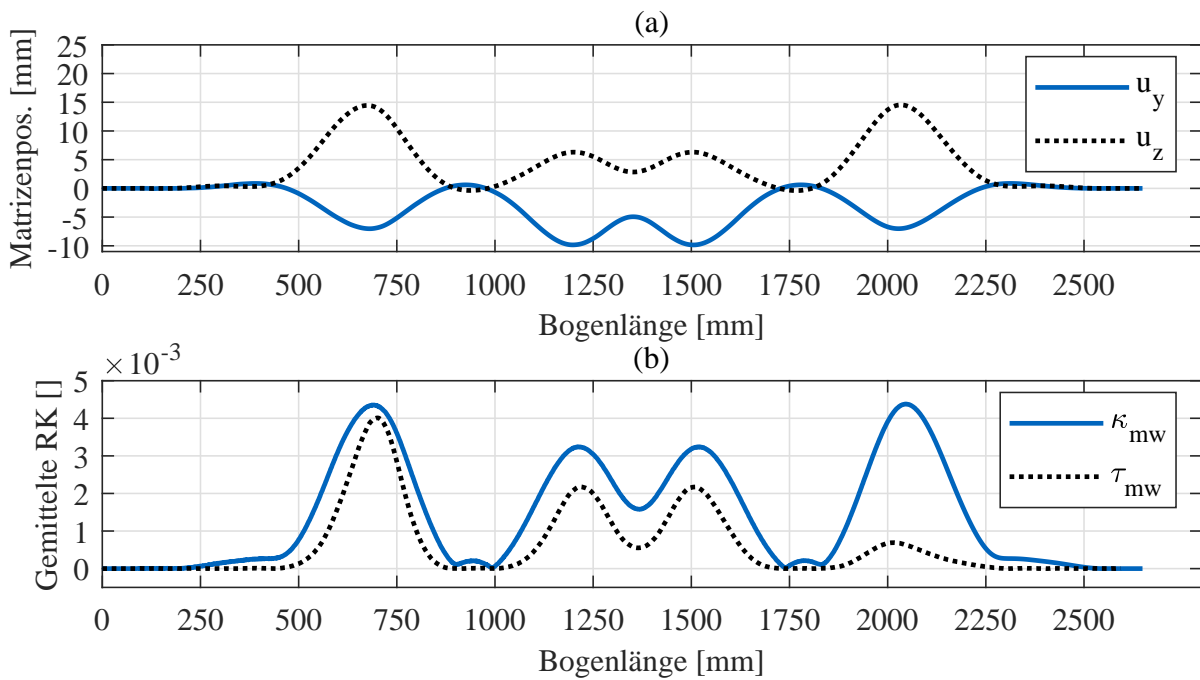 (a)
Matrizenpos. [mm]
25
20
15
10
5
0
-5
-10
u_y
u_z
0 250 500 750 1000 1250 1500 1750 2000 2250 2500
Bogenlänge [mm]
(b)
×10^-3
Gemittelte RK []
5
4
3
2
1
0
κ_mw
τ_mw
0 250 500 750 1000 1250 1500 1750 2000 2250 2500
Bogenlänge [mm]